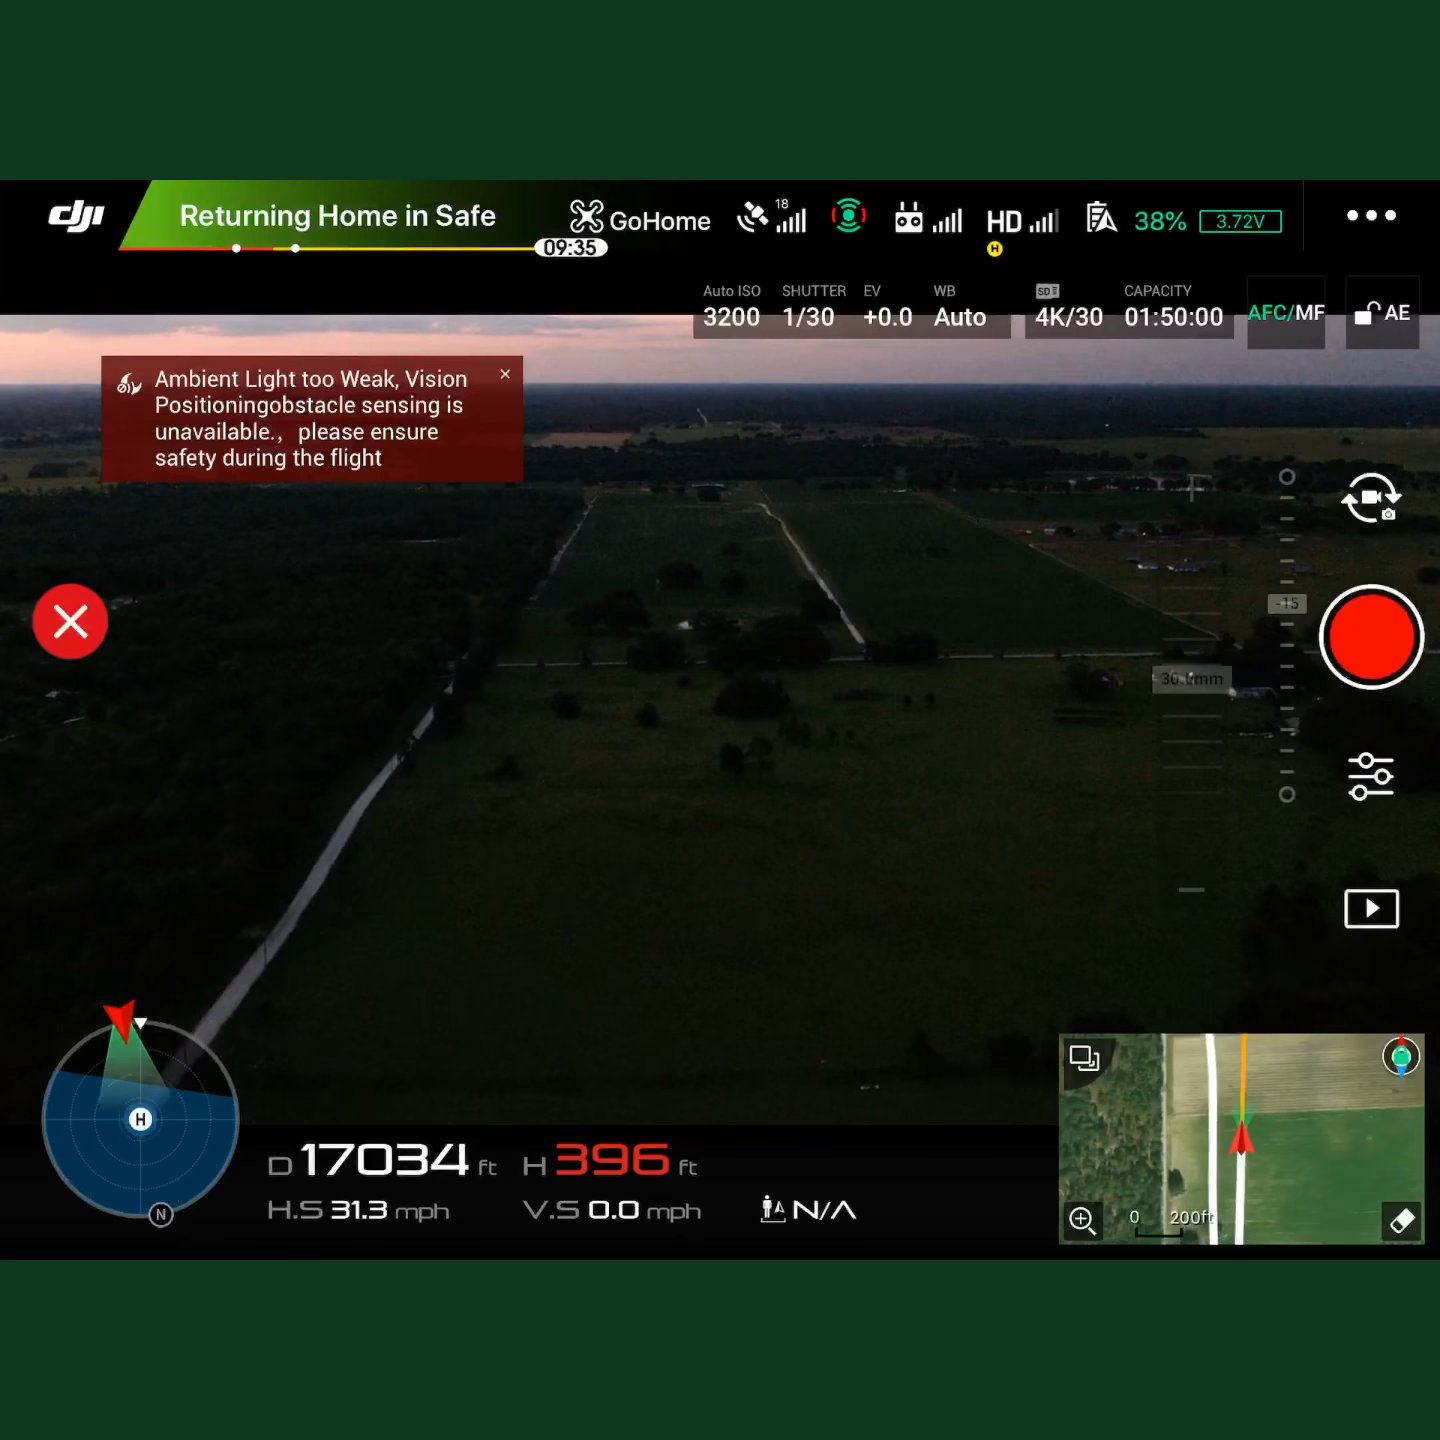 dji Returning Home in Safe GoHome 18 HD 38% 3.72V
09:35 H
Auto ISO SHUTTER EV WB SD CAPACITY
3200 1/30 +0.0 Auto 4K/30 01:50:00 AFC/MF AE
Ambient Light too Weak, Vision
Positioningobstacle sensing is
unavailable., please ensure
safety during the flight
T
-15
30.0mm
H
N
D 17034 ft H 396 ft
H.S 31.3 mph V.S 0.0 mph N/A
0 200ft